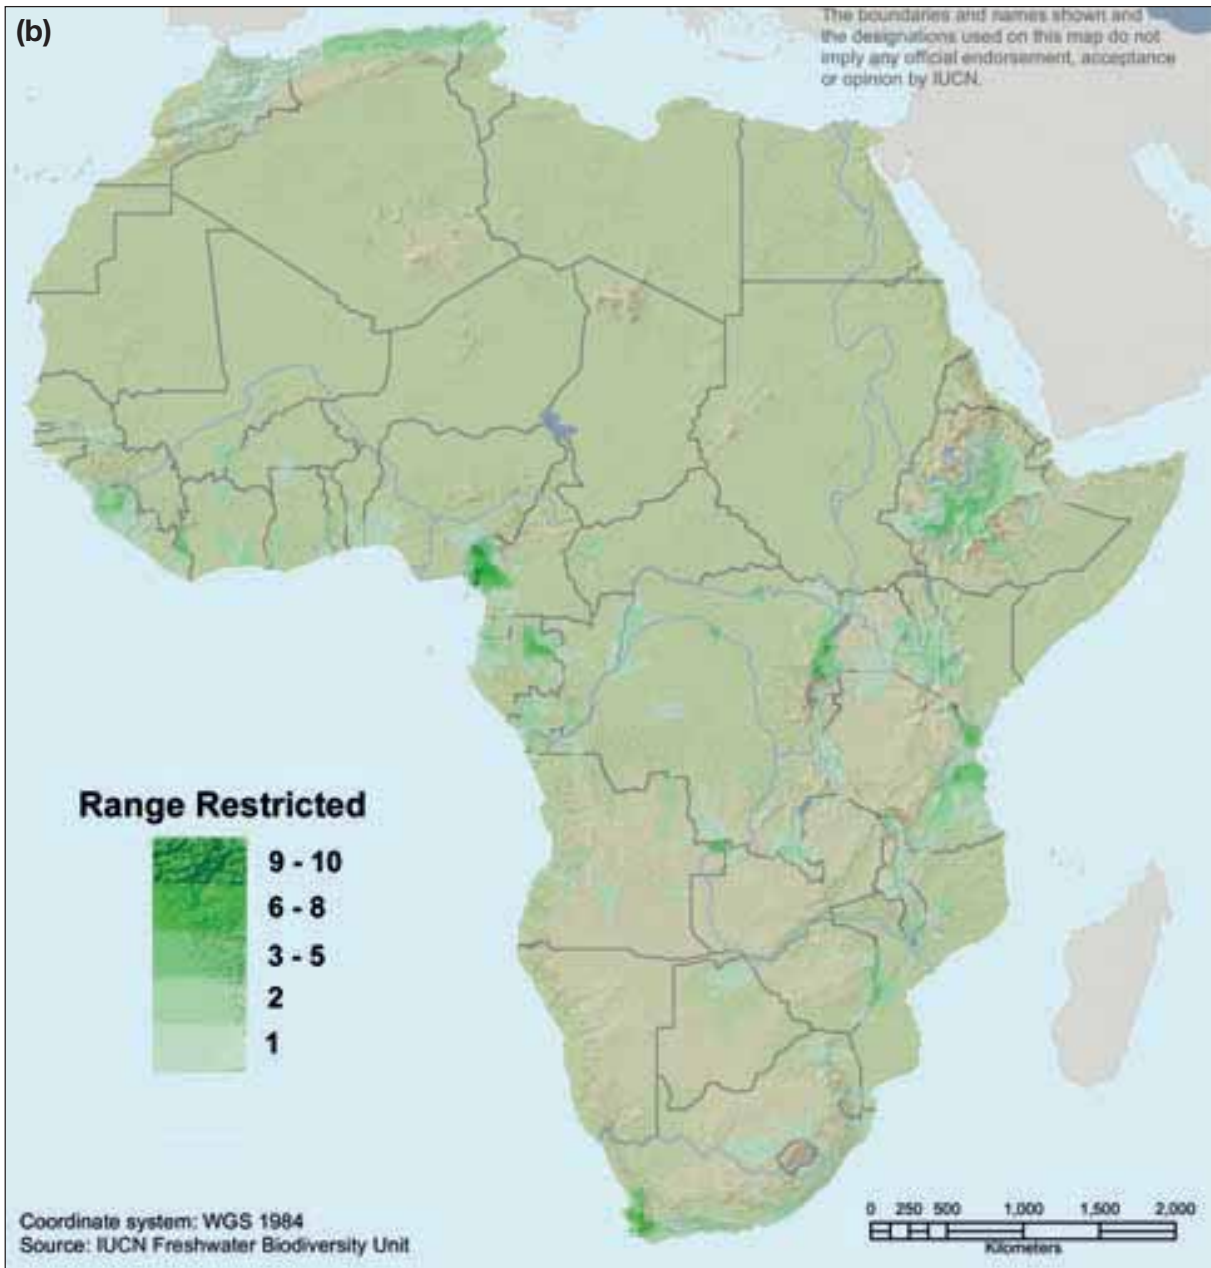 (b)
The boundaries and names shown and
the designations used on this map do not
imply any official endorsement, acceptance
or opinion by IUCN.
Range Restricted
9 - 10
6 - 8
3 - 5
2
1
Coordinate system: WGS 1984
Source: IUCN Freshwater Biodiversity Unit
0 250 500 1,000 1,500 2,000
Kilometers